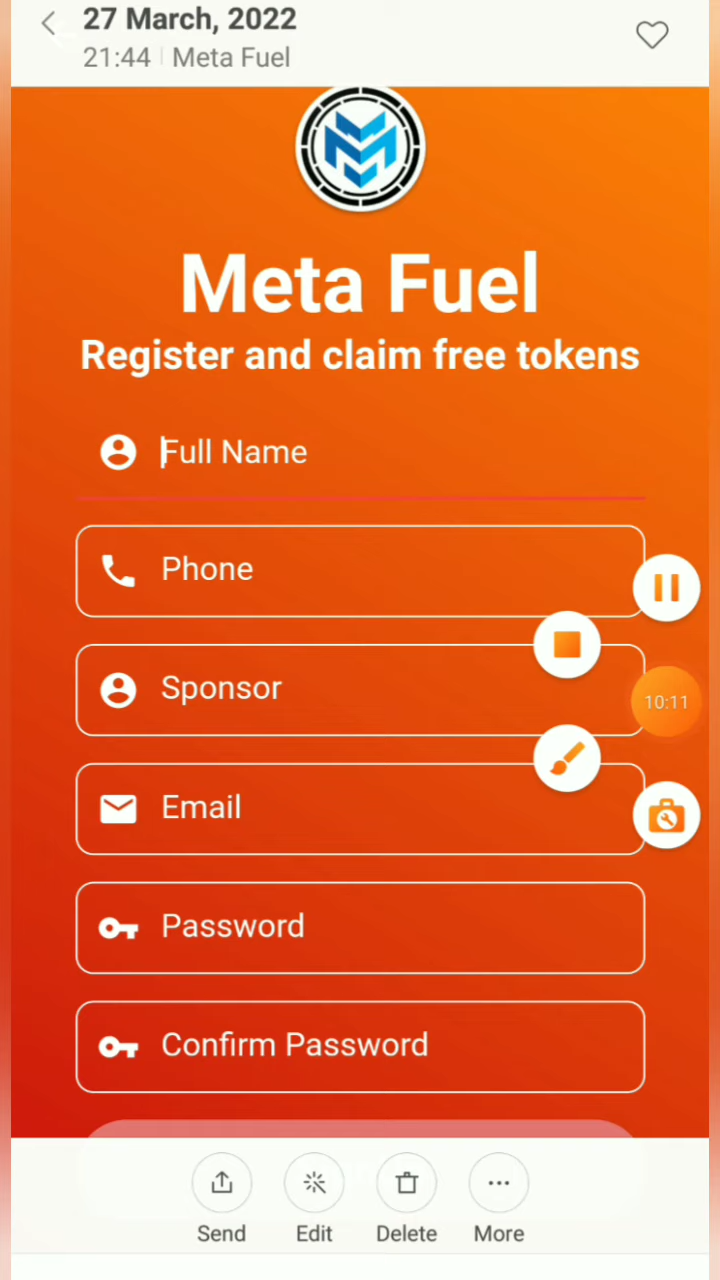 27 March, 2022
21:44 | Meta Fuel
Meta Fuel
Register and claim free tokens
Full Name
Phone
Sponsor
10:11
Email
Password
Confirm Password
Send Edit Delete More